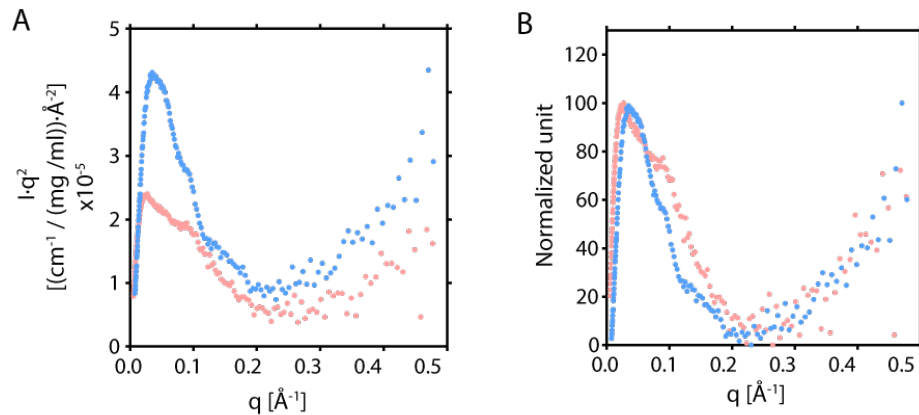 A
I·q²
[(cm⁻¹ / (mg /ml))·Å⁻²]
x10⁻⁵
5
4
3
2
1
0
0.0 0.1 0.2 0.3 0.4 0.5
q [Å⁻¹]
B
Normalized unit
120
100
80
60
40
20
0
0.0 0.1 0.2 0.3 0.4 0.5
q [Å⁻¹]